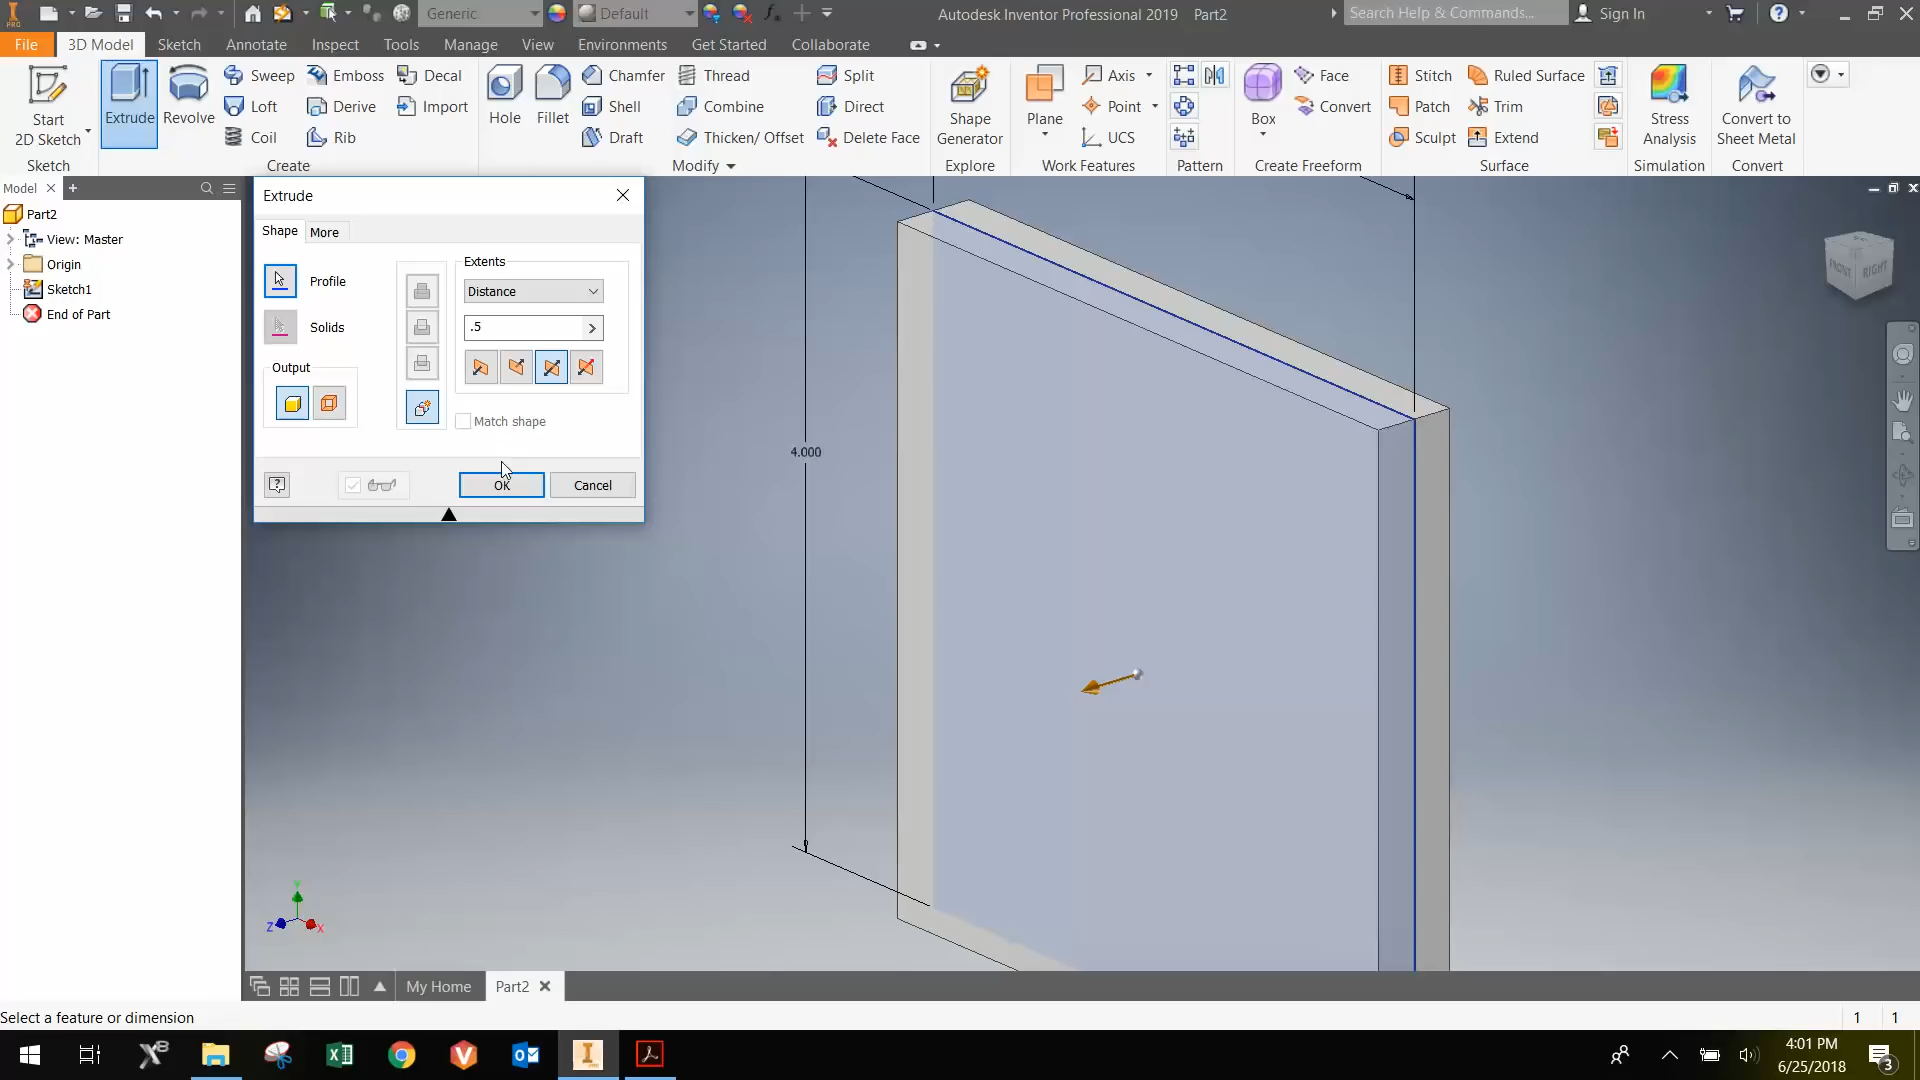 PRO
Generic
Default
Autodesk Inventor Professional 2019 Part2
Search Help & Commands...
Sign In
File
3D Model
Sketch
Annotate
Inspect
Tools
Manage
View
Environments
Get Started
Collaborate
Start
2D Sketch
Sketch
Extrude
Revolve
Sweep
Loft
Coil
Emboss
Derive
Rib
Decal
Import
Create
Hole
Fillet
Chamfer
Shell
Draft
Thread
Combine
Thicken/ Offset
Split
Direct
Delete Face
Modify
Shape
Generator
Explore
Plane
Axis
Point
UCS
Work Features
Pattern
Box
Face
Convert
Create Freeform
Stitch
Patch
Sculpt
Ruled Surface
Trim
Extend
Surface
Stress
Analysis
Simulation
Convert to
Sheet Metal
Convert
Model
Part2
View: Master
Origin
Sketch1
End of Part
Extrude
Shape
More
Profile
Solids
Output
Extents
Distance
.5
Match shape
OK
Cancel
4.000
FRONT
RIGHT
Y
Z
X
My Home
Part2
Select a feature or dimension
1
1
4:01 PM
6/25/2018
3